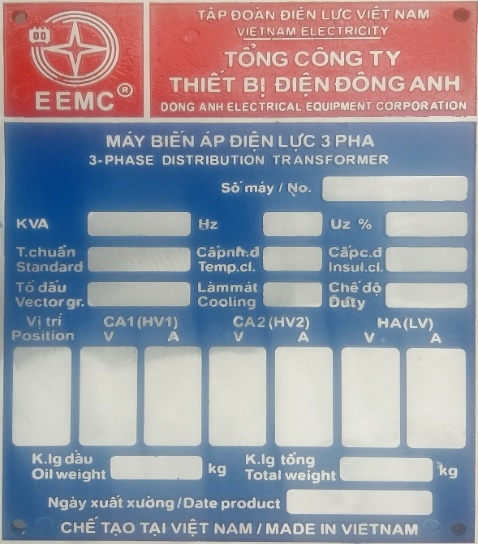 TẬP ĐOÀN ĐIỆN LỰC VIỆT NAM
VIETNAM ELECTRICITY
TỔNG CÔNG TY
THIẾT BỊ ĐIỆN ĐÔNG ANH
DONG ANH ELECTRICAL EQUIPMENT CORPORATION
EEMC ®
MÁY BIẾN ÁP ĐIỆN LỰC 3 PHA
3-PHASE DISTRIBUTION TRANSFORMER
Số máy / No.
KVA Hz Uz %
T.chuẩn Cấpnh.đ Cấpc.đ
Standard Temp.cl. Insul.cl.
Tổ đấu Làm mát Chế độ
Vector gr. Cooling Duty
Vị trí CA1 (HV1) CA2 (HV2) HA (LV)
Position V A V A V A
K.lg dầu kg K.lg tổng kg
Oil weight Total weight
Ngày xuất xưởng / Date product
CHẾ TẠO TẠI VIỆT NAM / MADE IN VIETNAM